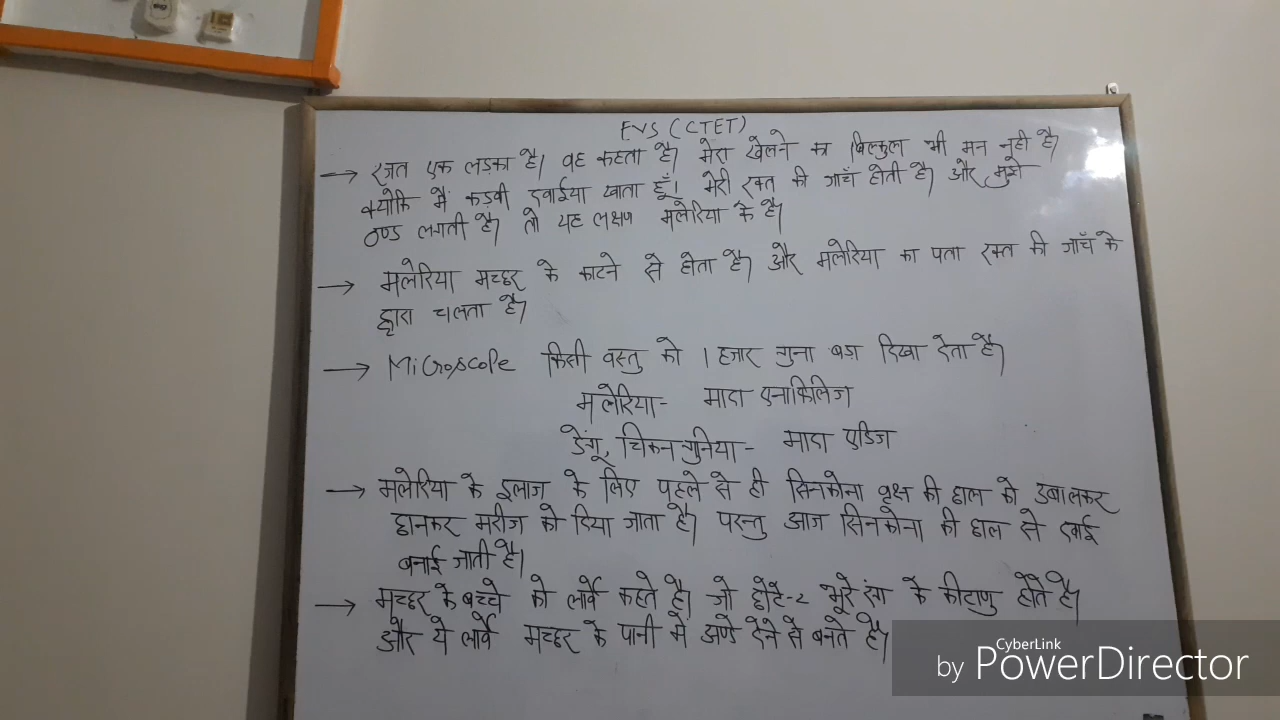 EVS (CTET)
→ रजत एक लडका है। वह कहता है। मेरा खेलने का बिल्कुल भी मन नही है।
क्योकि मैं कडवी दवाईया खाता हूँ। मेरी रक्त की जाँच होती है। और मुझे
ठण्ड लगती है। तो यह लक्षण मलेरिया के है।
→ मलेरिया मच्छर के काटने से होता है। और मलेरिया का पता रक्त की जाँच के
द्वारा चलता है।
→ Microscope किसी वस्तु को 1 हजार गुना बडा दिखा देता है।
मलेरिया- मादा एनाफिलिज
डेंगू, चिकनगुनिया- मादा एडिज
→ मलेरिया के इलाज के लिए पहले से ही सिनकोना वृक्ष की छाल को उबालकर
छानकर मरीज को दिया जाता है। परन्तु आज सिनकोना की छाल से दवाई
बनाई जाती है।
→ मच्छर के बच्चे को लार्वे कहते है। जो छोटे-2 भूरे रंग के कीटाणु होते है।
और ये लार्वे मच्छर के पानी मे अण्डे देने से बनते है।
CyberLink
by PowerDirector